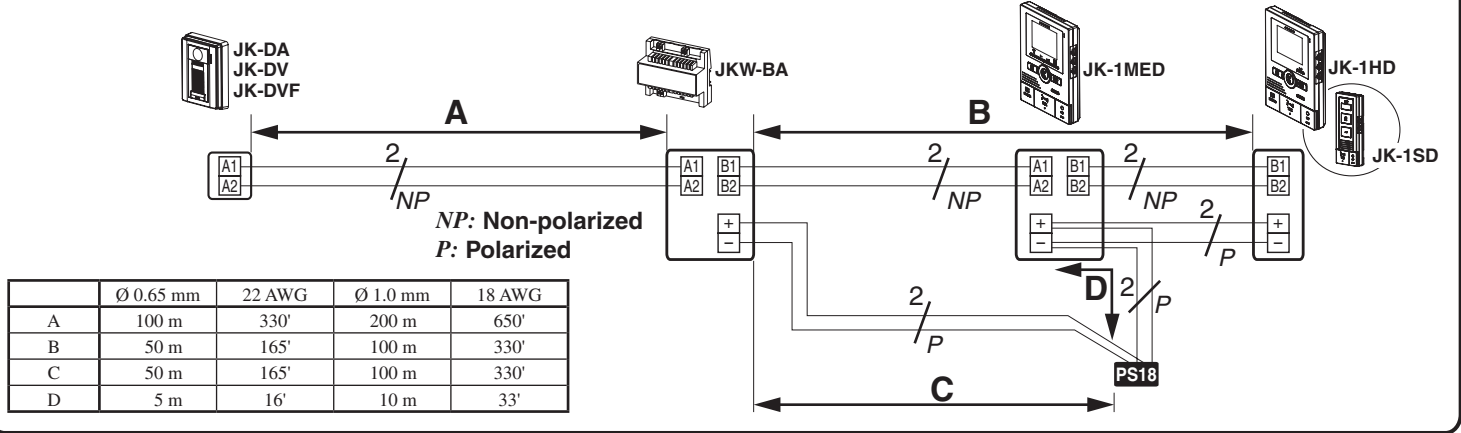 JK-DA
JK-DV
JK-DVF
JKW-BA
JK-1MED
JK-1HD
JK-1SD
A
B
2
NP
2
NP
2
NP
A1
A2
A1
A2
B1
B2
A1
A2
B1
B2
B1
B2
+
−
+
−
+
−
2
P
NP: Non-polarized
P: Polarized
D
2
P
2
P
PS18
C
Ø 0.65 mm 22 AWG Ø 1.0 mm 18 AWG
A 100 m 330' 200 m 650'
B 50 m 165' 100 m 330'
C 50 m 165' 100 m 330'
D 5 m 16' 10 m 33'